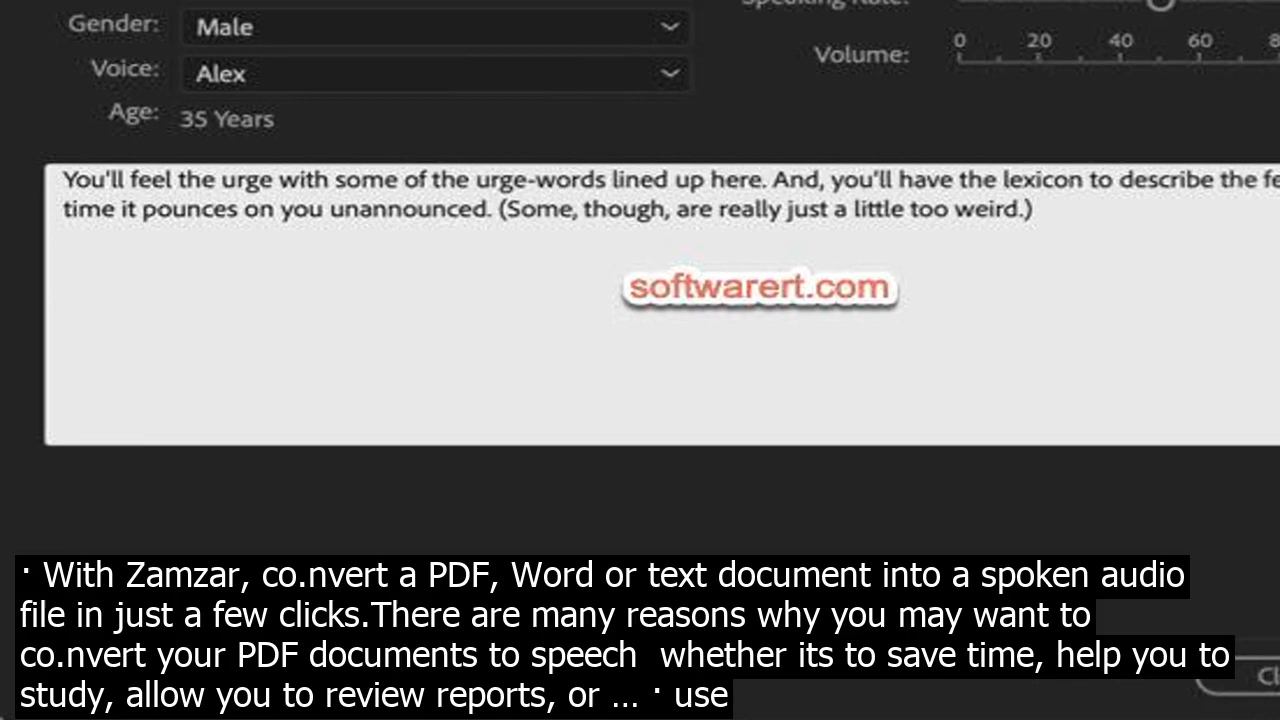 Gender: Male
Speaking Rate:
Voice: Alex
Volume: 0 20 40 60
Age: 35 Years
You'll feel the urge with some of the urge-words lined up here. And, you'll have the lexicon to describe the
time it pounces on you unannounced. (Some, though, are really just a little too weird.)
softwarert.com
· With Zamzar, co.nvert a PDF, Word or text document into a spoken audio
file in just a few clicks.There are many reasons why you may want to
co.nvert your PDF documents to speech  whether its to save time, help you to
study, allow you to review reports, or ... · use